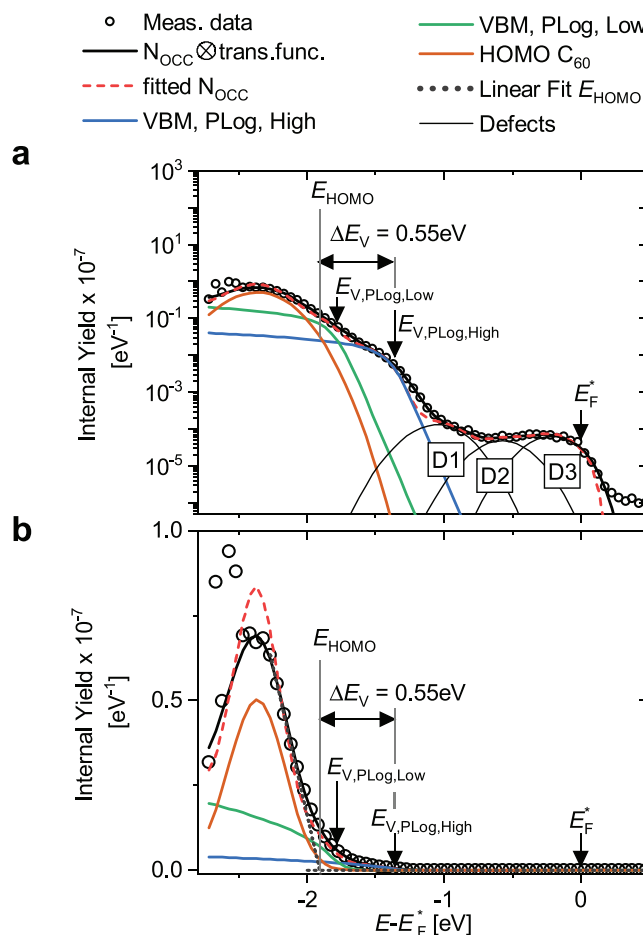 Meas. data
N_OCC ⊗ trans.func.
fitted N_OCC
VBM, PLog, High
VBM, PLog, Low
HOMO C_60
Linear Fit E_HOMO
Defects
a
Internal Yield x 10^-7
[eV^-1]
10^3
10^1
10^-1
10^-3
10^-5
E_HOMO
ΔE_V = 0.55eV
E_V,PLog,Low
E_V,PLog,High
E_F^*
D1
D2
D3
b
Internal Yield x 10^-7
[eV^-1]
1.0
0.5
0.0
E_HOMO
ΔE_V = 0.55eV
E_V,PLog,Low
E_V,PLog,High
E_F^*
-2
-1
0
E-E_F^* [eV]